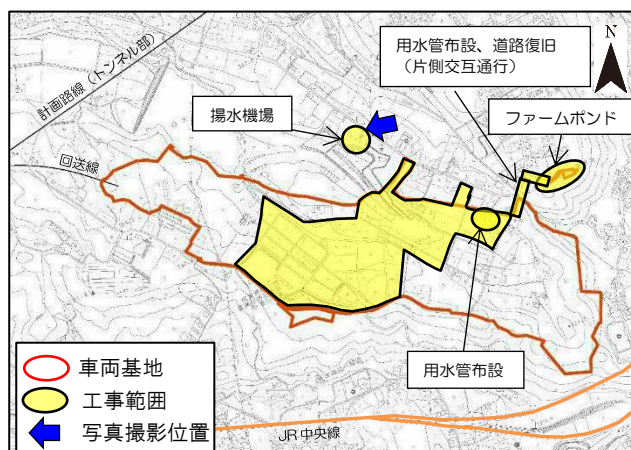 用水管布設、道路復旧
（片側交互通行）
N
計画路線（トンネル部）
揚水機場
ファームポンド
回送線
用水管布設
車両基地
工事範囲
写真撮影位置
JR中央線